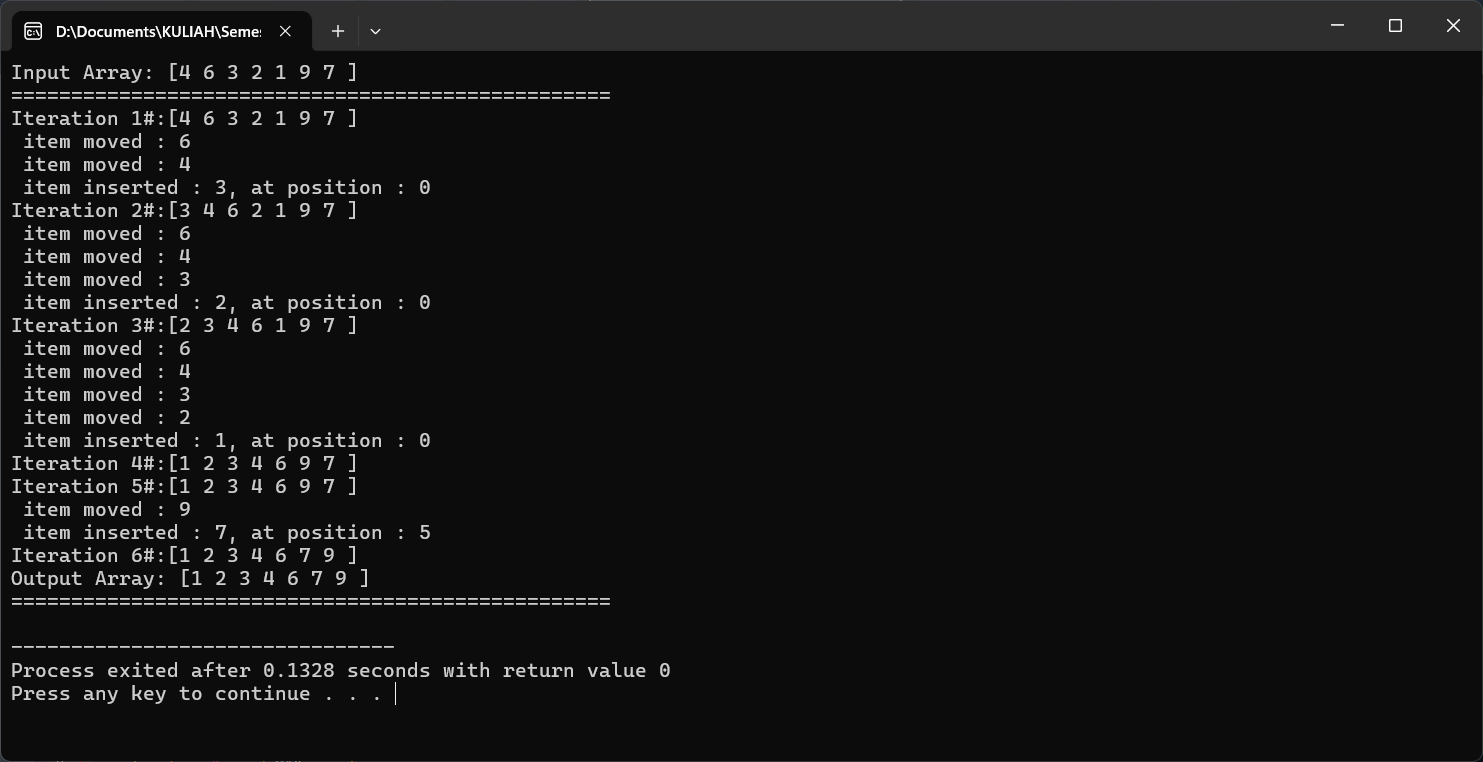 D:\Documents\KULIAH\Seme
Input Array: [4 6 3 2 1 9 7 ]
==================================================
Iteration 1#:[4 6 3 2 1 9 7 ]
 item moved : 6
 item moved : 4
 item inserted : 3, at position : 0
Iteration 2#:[3 4 6 2 1 9 7 ]
 item moved : 6
 item moved : 4
 item moved : 3
 item inserted : 2, at position : 0
Iteration 3#:[2 3 4 6 1 9 7 ]
 item moved : 6
 item moved : 4
 item moved : 3
 item moved : 2
 item inserted : 1, at position : 0
Iteration 4#:[1 2 3 4 6 9 7 ]
Iteration 5#:[1 2 3 4 6 9 7 ]
 item moved : 9
 item inserted : 7, at position : 5
Iteration 6#:[1 2 3 4 6 7 9 ]
Output Array: [1 2 3 4 6 7 9 ]
==================================================
--------------------------------
Process exited after 0.1328 seconds with return value 0
Press any key to continue . . .